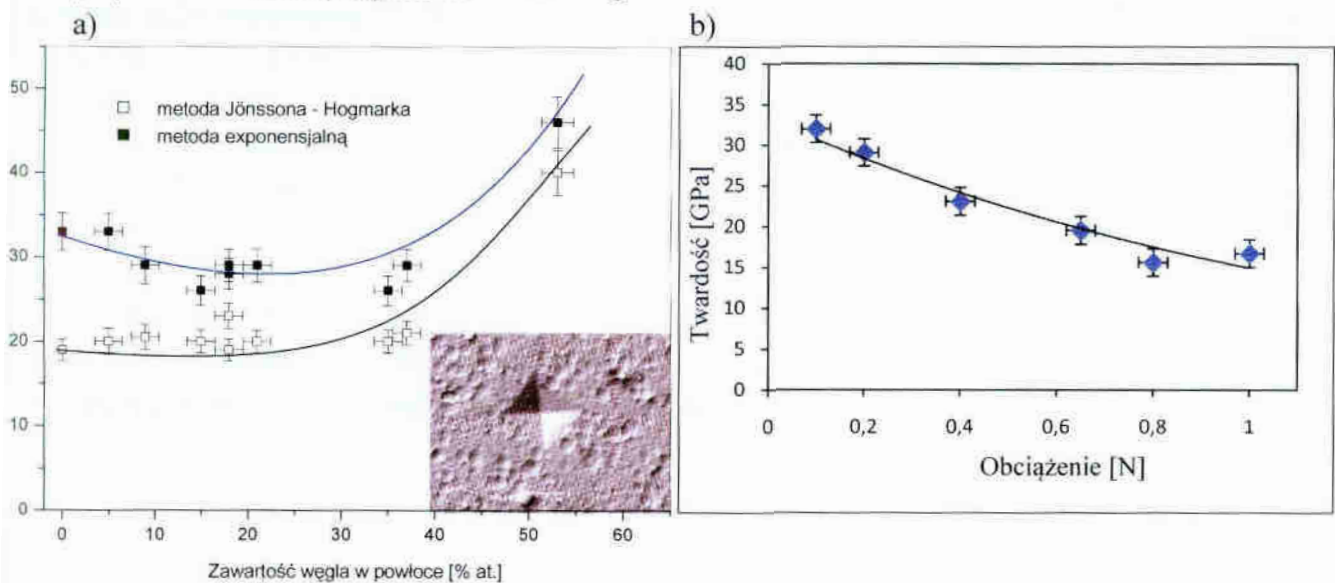 a)
50
40
30
20
10
0
metoda Jönssona - Hogmarka
metoda exponensjalną
0 10 20 30 40 50 60
Zawartość węgla w powłoce [% at.]
b)
40
35
30
25
20
15
10
5
0
Twardość [GPa]
0 0,2 0,4 0,6 0,8 1
Obciążenie [N]